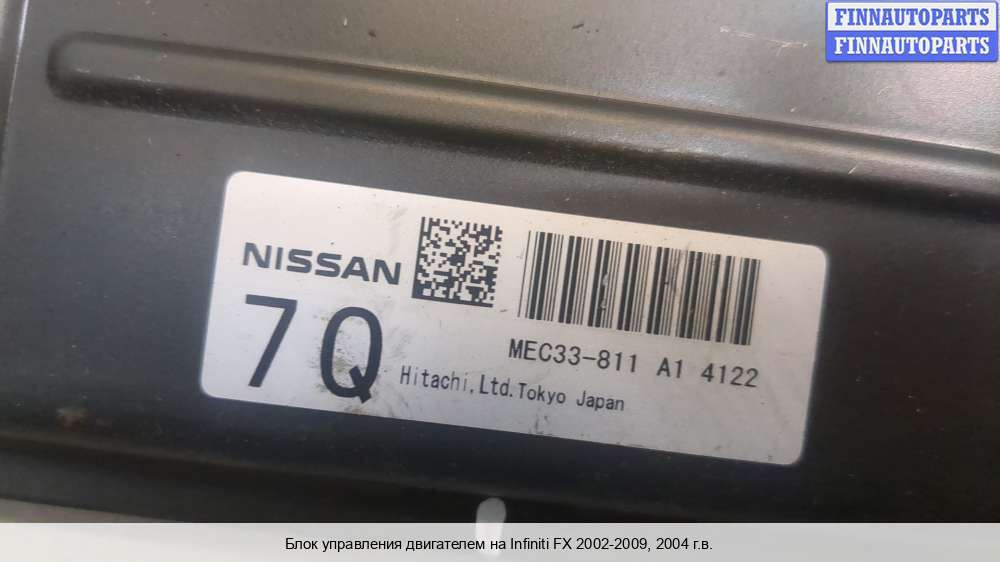 FINNAUTOPARTS
FINNAUTOPARTS
NISSAN
7Q
MEC33-811 A1 4122
Hitachi,Ltd.Tokyo Japan
Блок управления двигателем на Infiniti FX 2002-2009, 2004 г.в.